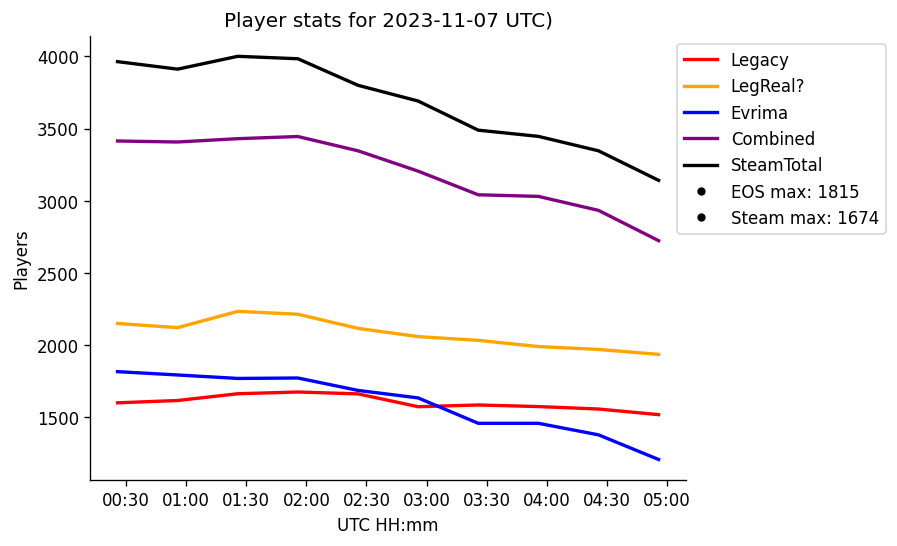 Player stats for 2023-11-07 UTC)
4000
3500
3000
2500
2000
1500
Players
00:30 01:00 01:30 02:00 02:30 03:00 03:30 04:00 04:30 05:00
UTC HH:mm
Legacy
LegReal?
Evrima
Combined
SteamTotal
EOS max: 1815
Steam max: 1674